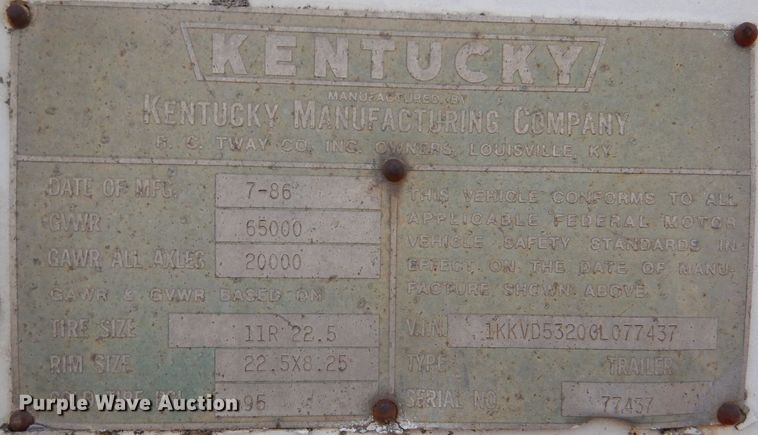 KENTUCKY
MANUFACTURED BY
KENTUCKY MANUFACTURING COMPANY
R. C. TWAY CO. INC. OWNERS, LOUISVILLE, KY.
DATE OF MFG. 7-86
GVWR 65000
GAWR ALL AXLES 20000
GAWR & GVWR BASED ON
TIRE SIZE 11R 22.5
RIM SIZE 22.5X8.25
95
THIS VEHICLE CONFORMS TO ALL
APPLICABLE FEDERAL MOTOR
VEHICLE SAFETY STANDARDS IN
EFFECT ON THE DATE OF MANU-
FACTURE SHOWN ABOVE
V.I.N. 1KKVD5320GL077437
TYPE TRAILER
SERIAL NO. 77437
Purple Wave Auction